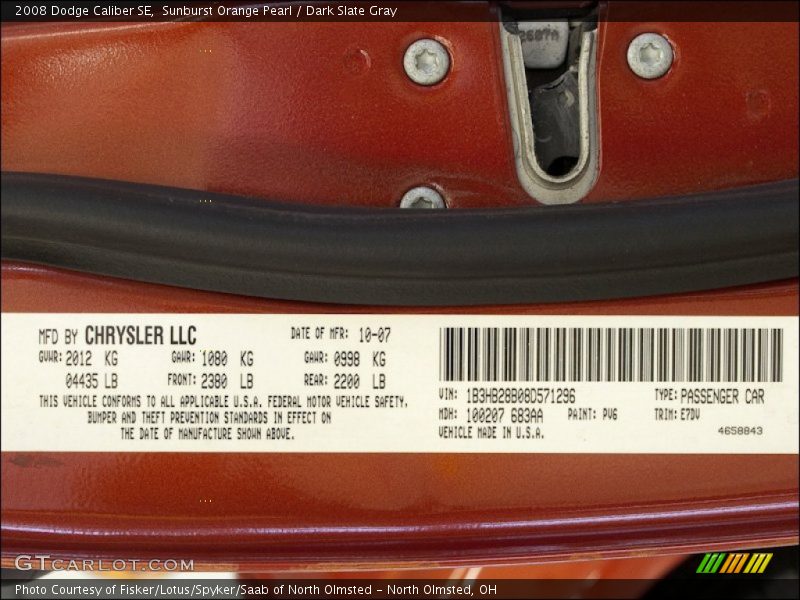 2008 Dodge Caliber SE,  Sunburst Orange Pearl / Dark Slate Gray
MFD BY CHRYSLER LLC DATE OF MFR: 10-07
GVWR: 2012 KG GAWR: 1080 KG GAWR: 0998 KG
04435 LB FRONT: 2380 LB REAR: 2200 LB
THIS VEHICLE CONFORMS TO ALL APPLICABLE U.S.A. FEDERAL MOTOR VEHICLE SAFETY,
BUMPER AND THEFT PREVENTION STANDARDS IN EFFECT ON
THE DATE OF MANUFACTURE SHOWN ABOVE.
VIN: 1B3HB28B08D571296 TYPE: PASSENGER CAR
MDH: 100207 683AA PAINT: PV6 TRIM: E7DV
VEHICLE MADE IN U.S.A. 4658843
GTCARLOT.COM
Photo Courtesy of Fisker/Lotus/Spyker/Saab of North Olmsted - North Olmsted, OH